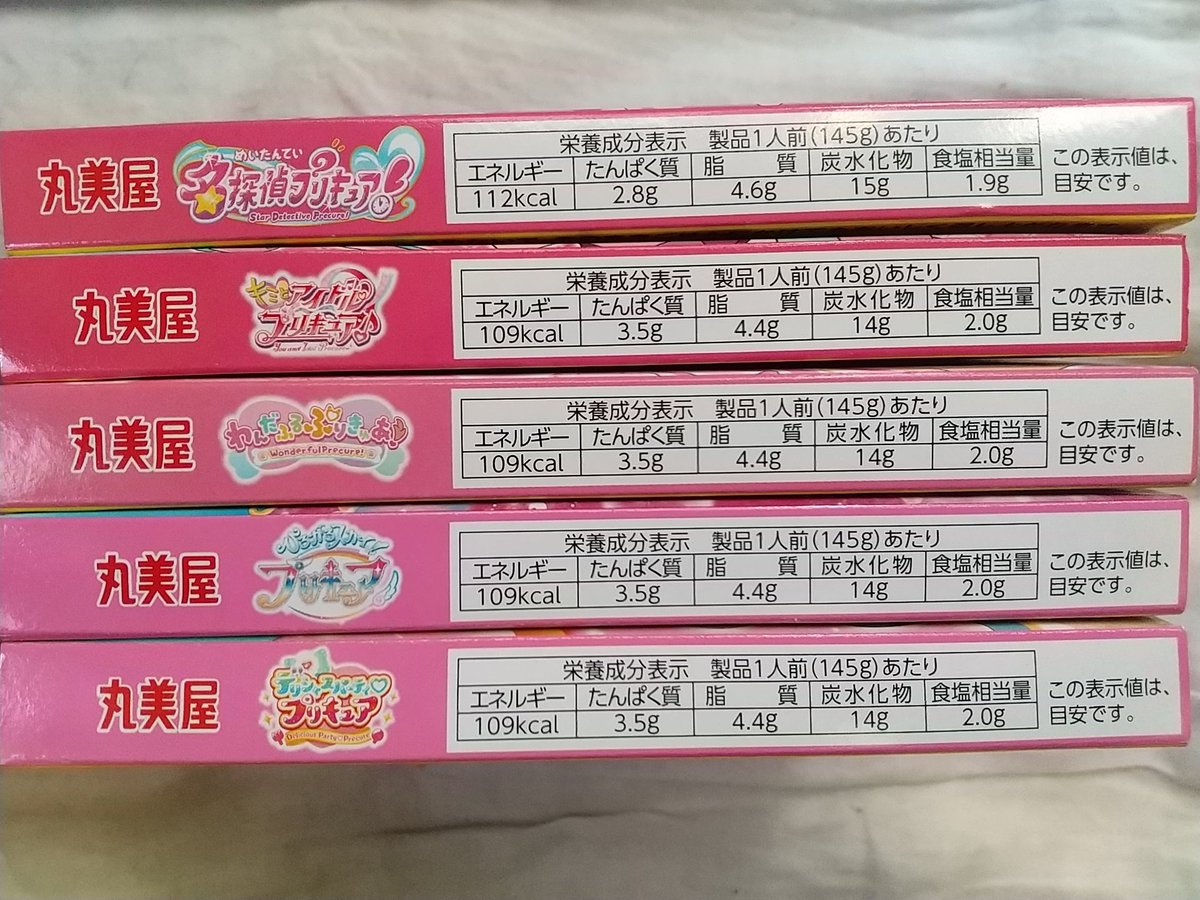 丸美屋
めいたんてい
名探偵プリキュア!
Star Detective Precure!
栄養成分表示 製品1人前(145g)あたり
エネルギー たんぱく質 脂質 炭水化物 食塩相当量
112kcal 2.8g 4.6g 15g 1.9g
この表示値は、
目安です。
丸美屋
キミとアイドル
プリキュア♪
You and Idol Precure
栄養成分表示 製品1人前(145g)あたり
エネルギー たんぱく質 脂質 炭水化物 食塩相当量
109kcal 3.5g 4.4g 14g 2.0g
この表示値は、
目安です。
丸美屋
わんだふるぷりきゅあ!
Wonderful Precure!
栄養成分表示 製品1人前(145g)あたり
エネルギー たんぱく質 脂質 炭水化物 食塩相当量
109kcal 3.5g 4.4g 14g 2.0g
この表示値は、
目安です。
丸美屋
ひろがるスカイ!
プリキュア
栄養成分表示 製品1人前(145g)あたり
エネルギー たんぱく質 脂質 炭水化物 食塩相当量
109kcal 3.5g 4.4g 14g 2.0g
この表示値は、
目安です。
丸美屋
デリシャスパーティ♡
プリキュア
Delicious Party♡Precure
栄養成分表示 製品1人前(145g)あたり
エネルギー たんぱく質 脂質 炭水化物 食塩相当量
109kcal 3.5g 4.4g 14g 2.0g
この表示値は、
目安です。